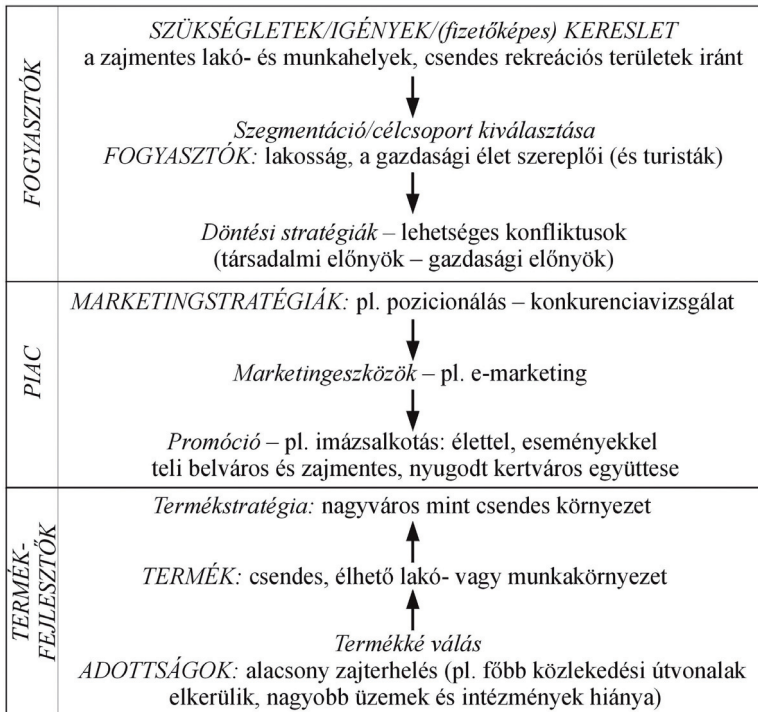 FOGYASZTÓK
SZÜKSÉGLETEK/IGÉNYEK/(fizetőképes) KERESLET
a zajmentes lakó- és munkahelyek, csendes rekreációs területek iránt
Szegmentáció/célcsoport kiválasztása
FOGYASZTÓK: lakosság, a gazdasági élet szereplői (és turisták)
Döntési stratégiák – lehetséges konfliktusok
(társadalmi előnyök – gazdasági előnyök)
PIAC
MARKETINGSTRATÉGIÁK: pl. pozicionálás – konkurenciavizsgálat
Marketingeszközök – pl. e-marketing
Promóció – pl. imázsalkotás: élettel, eseményekkel
teli belváros és zajmentes, nyugodt kertváros együttese
TERMÉK-
FEJLESZTŐK
Termékstratégia: nagyváros mint csendes környezet
TERMÉK: csendes, élhető lakó- vagy munkakörnyezet
Termékké válás
ADOTTSÁGOK: alacsony zajterhelés (pl. főbb közlekedési útvonalak
elkerülik, nagyobb üzemek és intézmények hiánya)